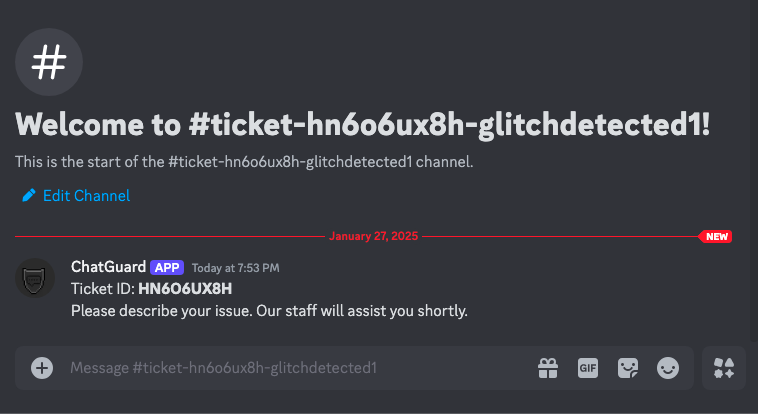 Welcome to #ticket-hn6o6ux8h-glitchdetected1!
This is the start of the #ticket-hn6o6ux8h-glitchdetected1 channel.
Edit Channel
January 27, 2025 NEW
ChatGuard APP Today at 7:53 PM
Ticket ID: HN6O6UX8H
Please describe your issue. Our staff will assist you shortly.
Message #ticket-hn6o6ux8h-glitchdetected1 GIF